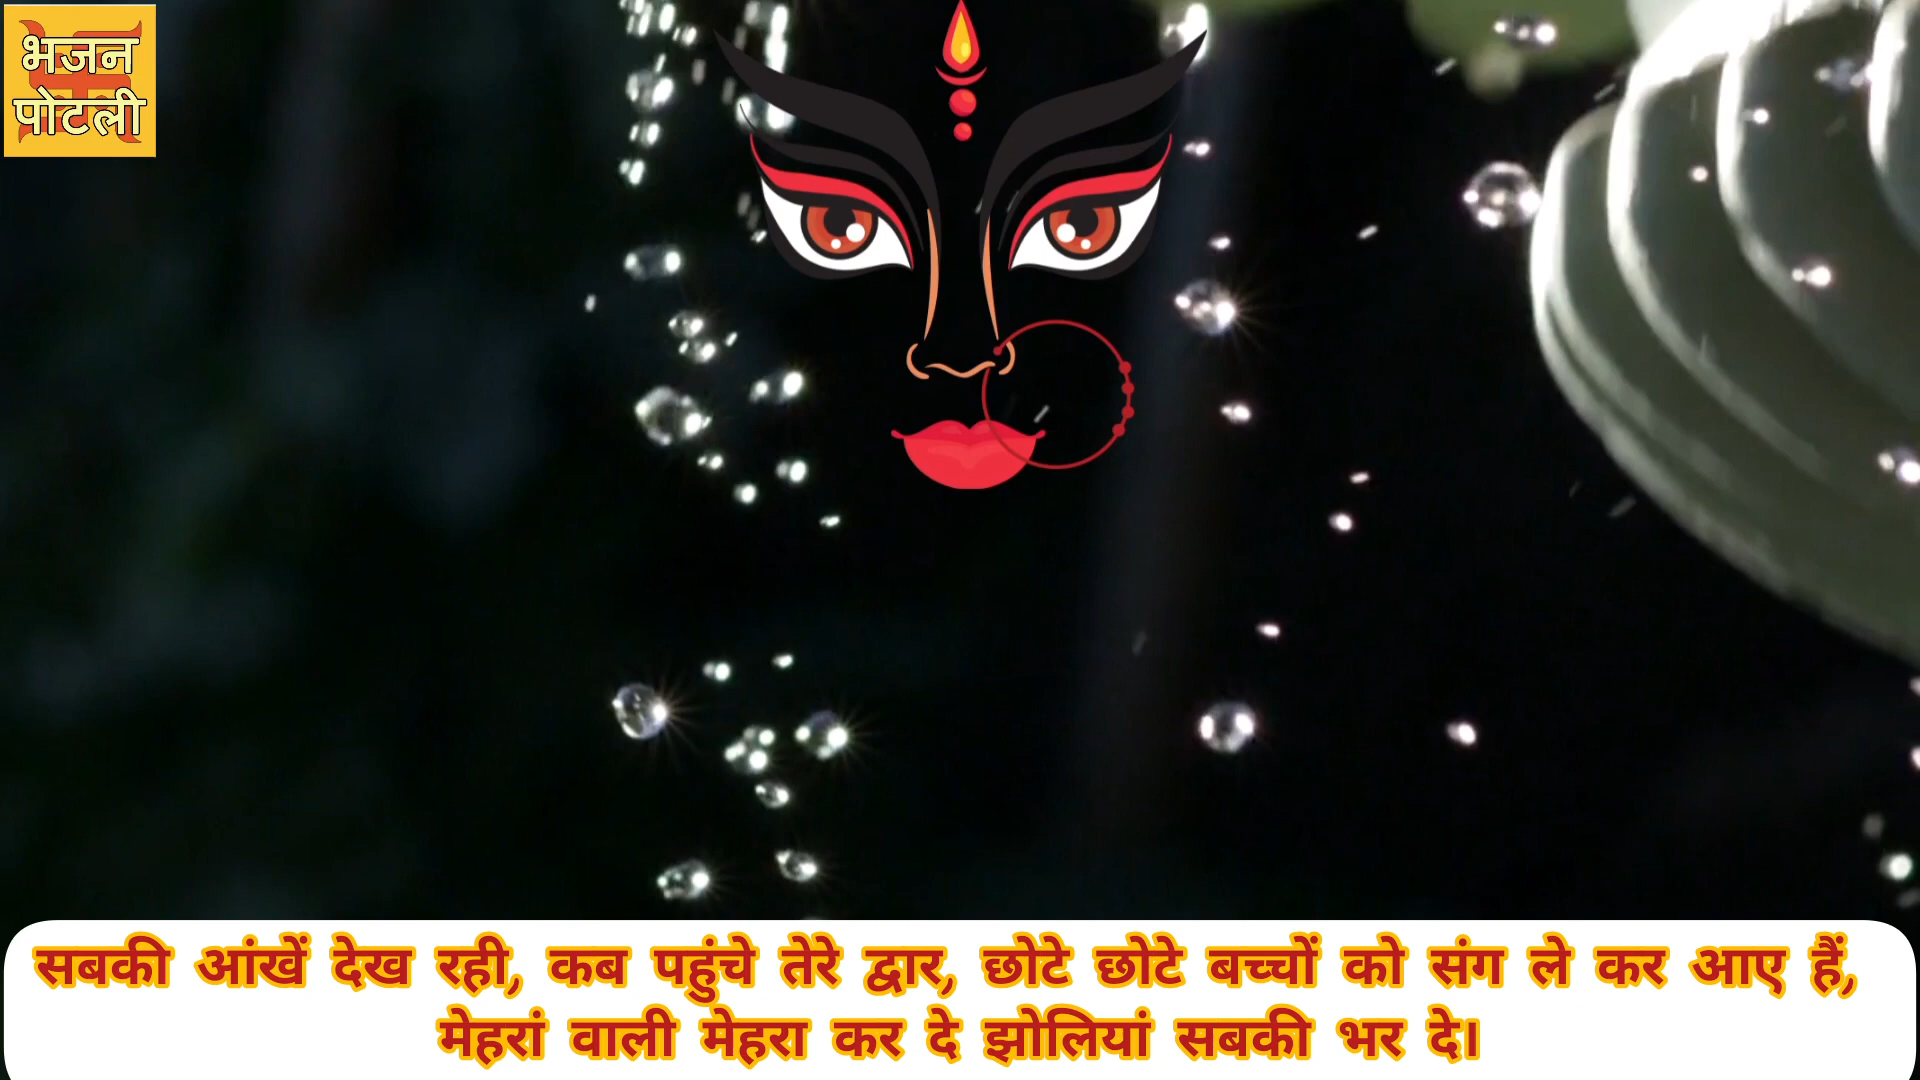 भजन
पोटली
सबकी आंखें देख रही, कब पहुंचे तेरे द्वार, छोटे छोटे बच्चों को संग ले कर आए हैं,
मेहरां वाली मेहरा कर दे झोलियां सबकी भर दे।